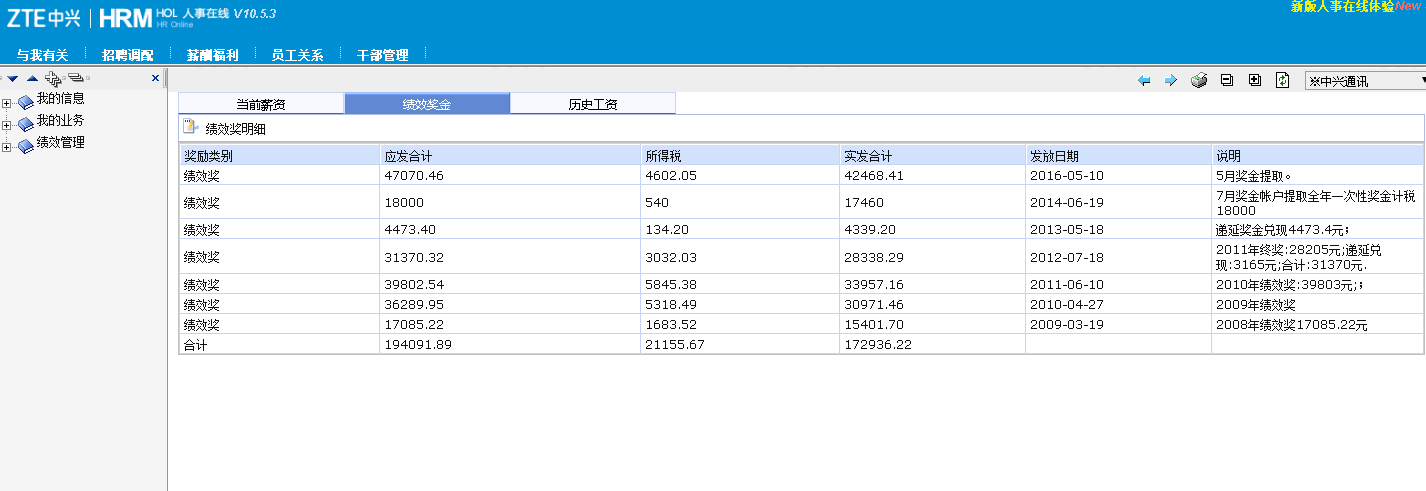 ZTE中兴 HRM HOL 人事在线 V10.5.3
HR Online
新版人事在线体验New
与我有关 招聘调配 薪酬福利 员工关系 干部管理
※中兴通讯
我的信息
我的业务
绩效管理
当前薪资 绩效奖金 历史工资
绩效奖明细
奖励类别 应发合计 所得税 实发合计 发放日期 说明
绩效奖 47070.46 4602.05 42468.41 2016-05-10 5月奖金提取。
绩效奖 18000 540 17460 2014-06-19 7月奖金帐户提取全年一次性奖金计税
18000
绩效奖 4473.40 134.20 4339.20 2013-05-18 递延奖金兑现4473.4元;
绩效奖 31370.32 3032.03 28338.29 2012-07-18 2011年终奖:28205元;递延兑
现:3165元;合计:31370元.
绩效奖 39802.54 5845.38 33957.16 2011-06-10 2010年绩效奖:39803元;;
绩效奖 36289.95 5318.49 30971.46 2010-04-27 2009年绩效奖
绩效奖 17085.22 1683.52 15401.70 2009-03-19 2008年绩效奖17085.22元
合计 194091.89 21155.67 172936.22